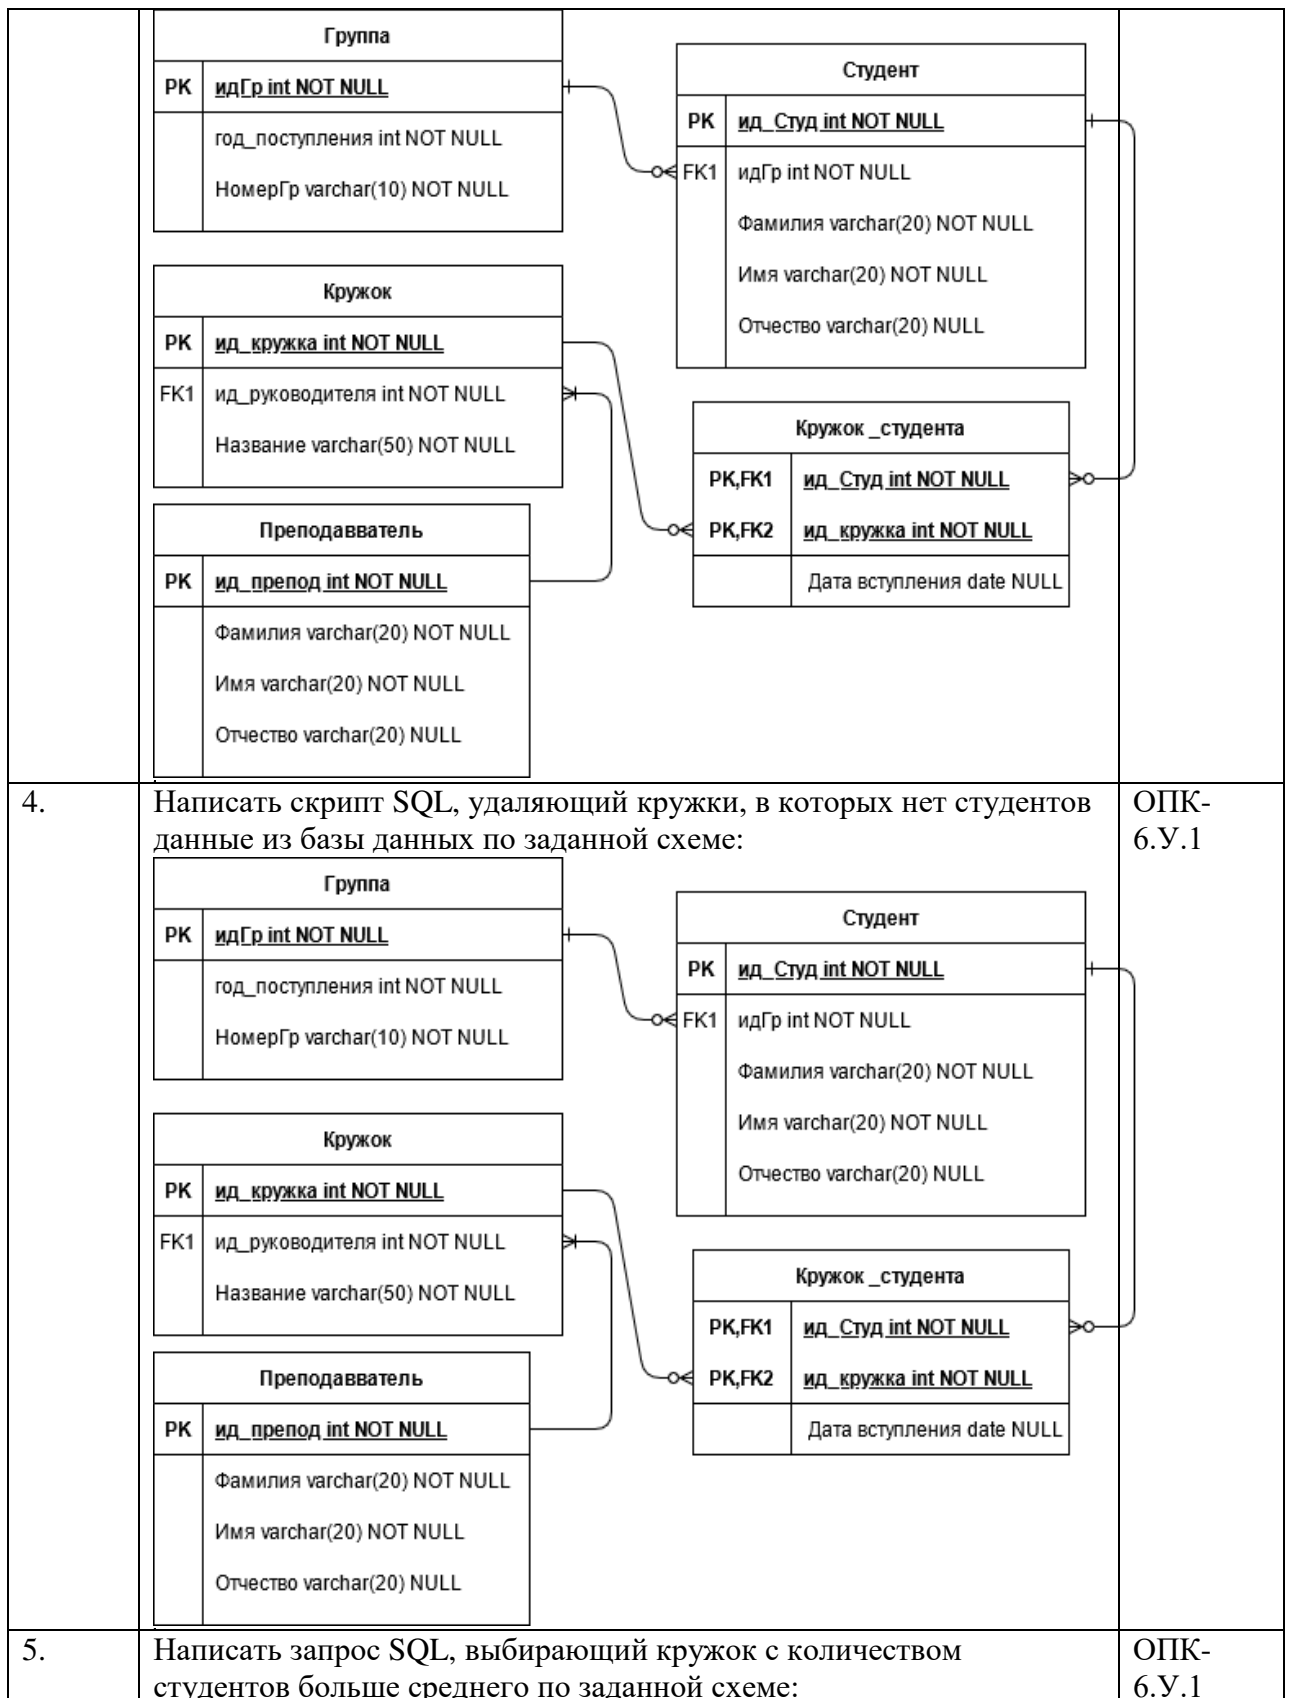 Группа
PK идГр int NOT NULL
год_поступления int NOT NULL
НомерГр varchar(10) NOT NULL
Студент
PK ид_Студ int NOT NULL
FK1 идГр int NOT NULL
Фамилия varchar(20) NOT NULL
Имя varchar(20) NOT NULL
Отчество varchar(20) NULL
Кружок
PK ид_кружка int NOT NULL
FK1 ид_руководителя int NOT NULL
Название varchar(50) NOT NULL
Кружок _студента
PK,FK1 ид_Студ int NOT NULL
PK,FK2 ид_кружка int NOT NULL
Дата вступления date NULL
Преподавватель
PK ид_препод int NOT NULL
Фамилия varchar(20) NOT NULL
Имя varchar(20) NOT NULL
Отчество varchar(20) NULL
4. Написать скрипт SQL, удаляющий кружки, в которых нет студентов ОПК-
данные из базы данных по заданной схеме: 6.У.1
Группа
PK идГр int NOT NULL
год_поступления int NOT NULL
НомерГр varchar(10) NOT NULL
Студент
PK ид_Студ int NOT NULL
FK1 идГр int NOT NULL
Фамилия varchar(20) NOT NULL
Имя varchar(20) NOT NULL
Отчество varchar(20) NULL
Кружок
PK ид_кружка int NOT NULL
FK1 ид_руководителя int NOT NULL
Название varchar(50) NOT NULL
Кружок _студента
PK,FK1 ид_Студ int NOT NULL
PK,FK2 ид_кружка int NOT NULL
Дата вступления date NULL
Преподавватель
PK ид_препод int NOT NULL
Фамилия varchar(20) NOT NULL
Имя varchar(20) NOT NULL
Отчество varchar(20) NULL
5. Написать запрос SQL, выбирающий кружок с количеством ОПК-
студентов больше среднего по заданной схеме: 6.У.1